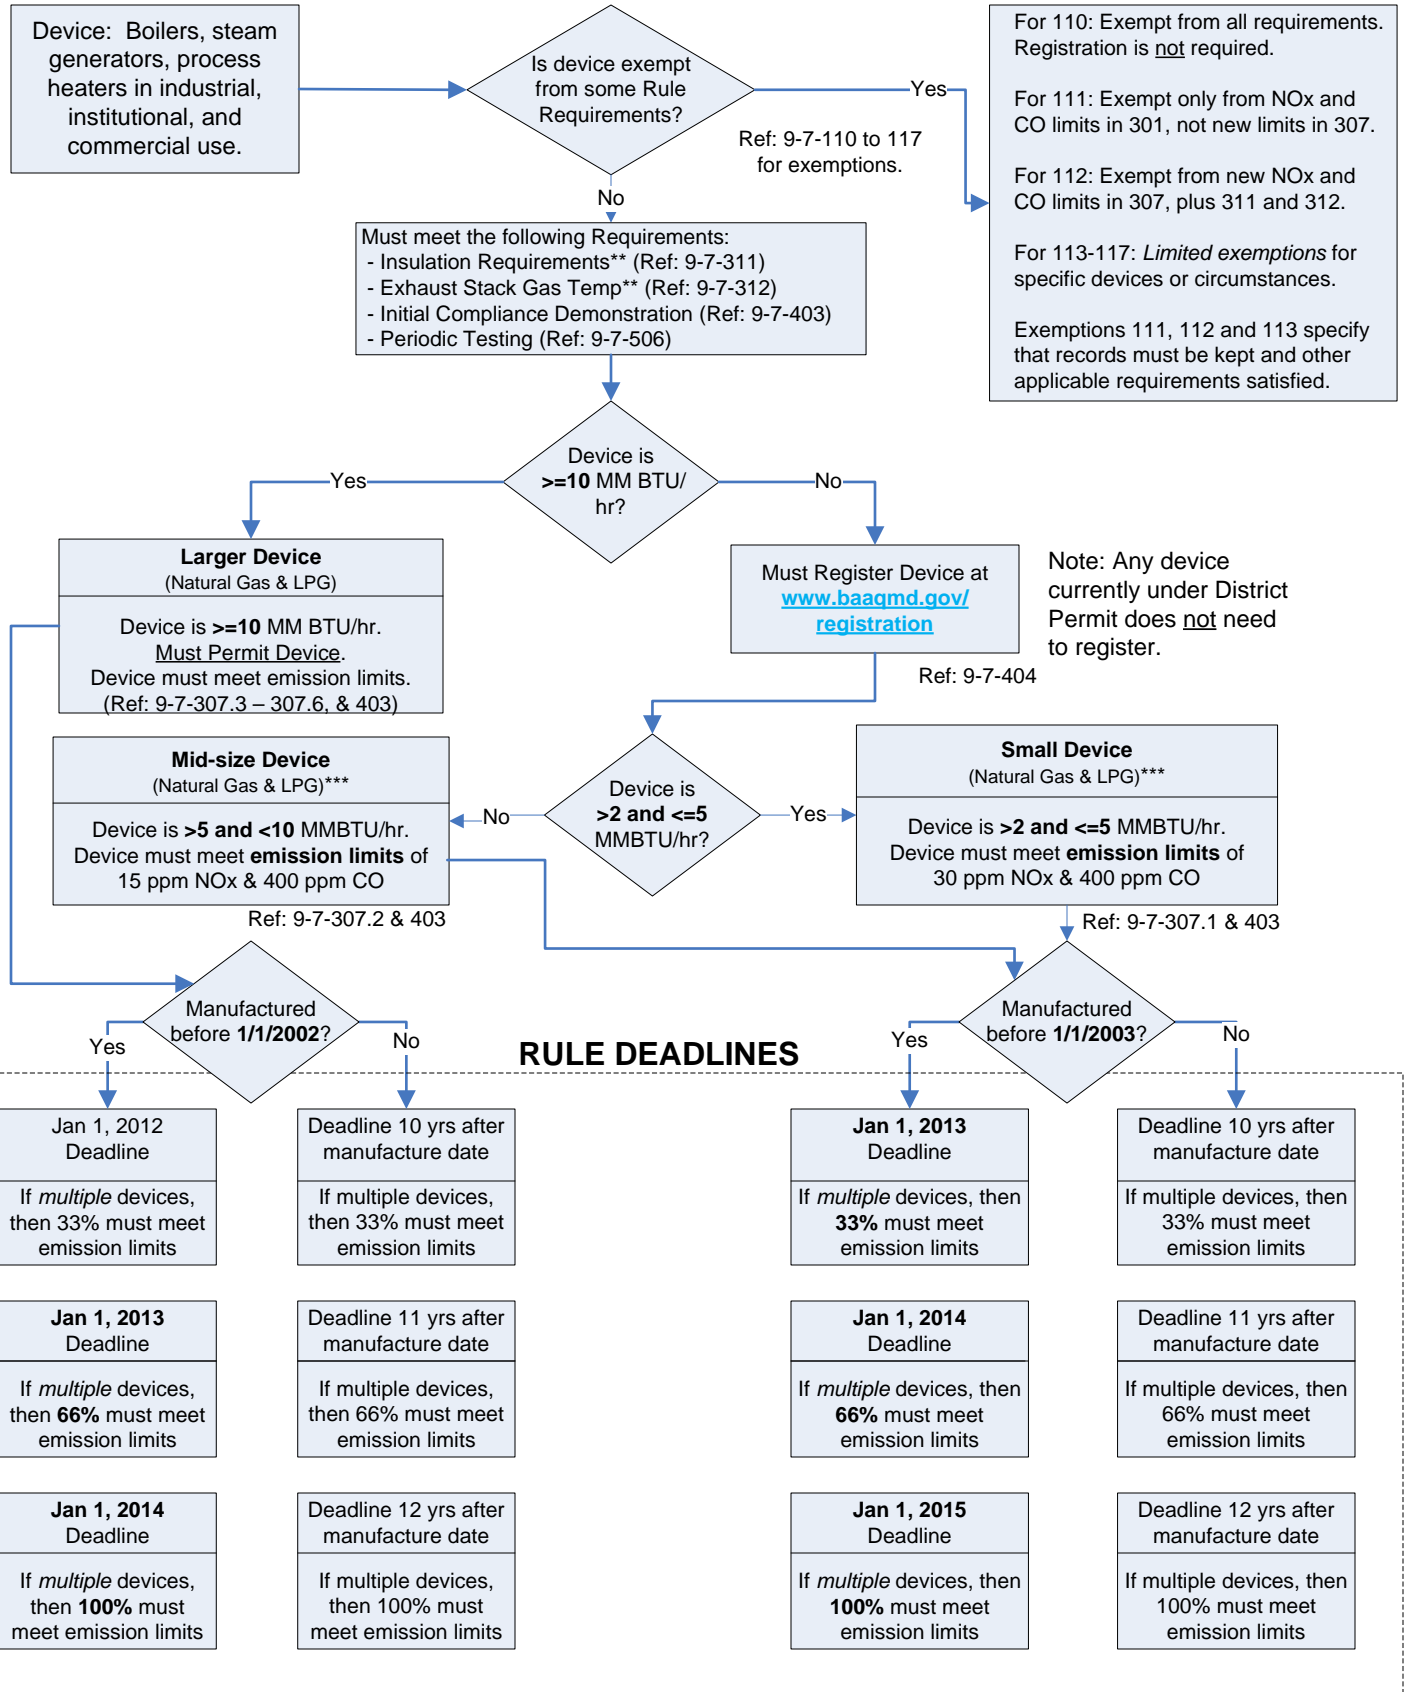 Device: Boilers, steam
generators, process
heaters in industrial,
institutional, and
commercial use.
Is device exempt
from some Rule
Requirements?
Yes
Ref: 9-7-110 to 117
for exemptions.
No
For 110: Exempt from all requirements.
Registration is not required.
For 111: Exempt only from NOx and
CO limits in 301, not new limits in 307.
For 112: Exempt from new NOx and
CO limits in 307, plus 311 and 312.
For 113-117: Limited exemptions for
specific devices or circumstances.
Exemptions 111, 112 and 113 specify
that records must be kept and other
applicable requirements satisfied.
Must meet the following Requirements:
- Insulation Requirements** (Ref: 9-7-311)
- Exhaust Stack Gas Temp** (Ref: 9-7-312)
- Initial Compliance Demonstration (Ref: 9-7-403)
- Periodic Testing (Ref: 9-7-506)
Device is
>=10 MM BTU/
hr?
Yes
No
Larger Device
(Natural Gas & LPG)
Device is >=10 MM BTU/hr.
Must Permit Device.
Device must meet emission limits.
(Ref: 9-7-307.3 – 307.6, & 403)
Must Register Device at
www.baaqmd.gov/
registration
Note: Any device
currently under District
Permit does not need
to register.
Ref: 9-7-404
Mid-size Device
(Natural Gas & LPG)***
Device is >5 and <10 MMBTU/hr.
Device must meet emission limits of
15 ppm NOx & 400 ppm CO
Ref: 9-7-307.2 & 403
No
Device is
>2 and <=5
MMBTU/hr?
Yes
Small Device
(Natural Gas & LPG)***
Device is >2 and <=5 MMBTU/hr.
Device must meet emission limits of
30 ppm NOx & 400 ppm CO
Ref: 9-7-307.1 & 403
Manufactured
before 1/1/2002?
Yes
No
RULE DEADLINES
Manufactured
before 1/1/2003?
Yes
No
Jan 1, 2012
Deadline
If multiple devices,
then 33% must meet
emission limits
Deadline 10 yrs after
manufacture date
If multiple devices,
then 33% must meet
emission limits
Jan 1, 2013
Deadline
If multiple devices, then
33% must meet
emission limits
Deadline 10 yrs after
manufacture date
If multiple devices, then
33% must meet
emission limits
Jan 1, 2013
Deadline
If multiple devices,
then 66% must meet
emission limits
Deadline 11 yrs after
manufacture date
If multiple devices,
then 66% must meet
emission limits
Jan 1, 2014
Deadline
If multiple devices, then
66% must meet
emission limits
Deadline 11 yrs after
manufacture date
If multiple devices, then
66% must meet
emission limits
Jan 1, 2014
Deadline
If multiple devices,
then 100% must
meet emission limits
Deadline 12 yrs after
manufacture date
If multiple devices,
then 100% must
meet emission limits
Jan 1, 2015
Deadline
If multiple devices, then
100% must meet
emission limits
Deadline 12 yrs after
manufacture date
If multiple devices, then
100% must meet
emission limits